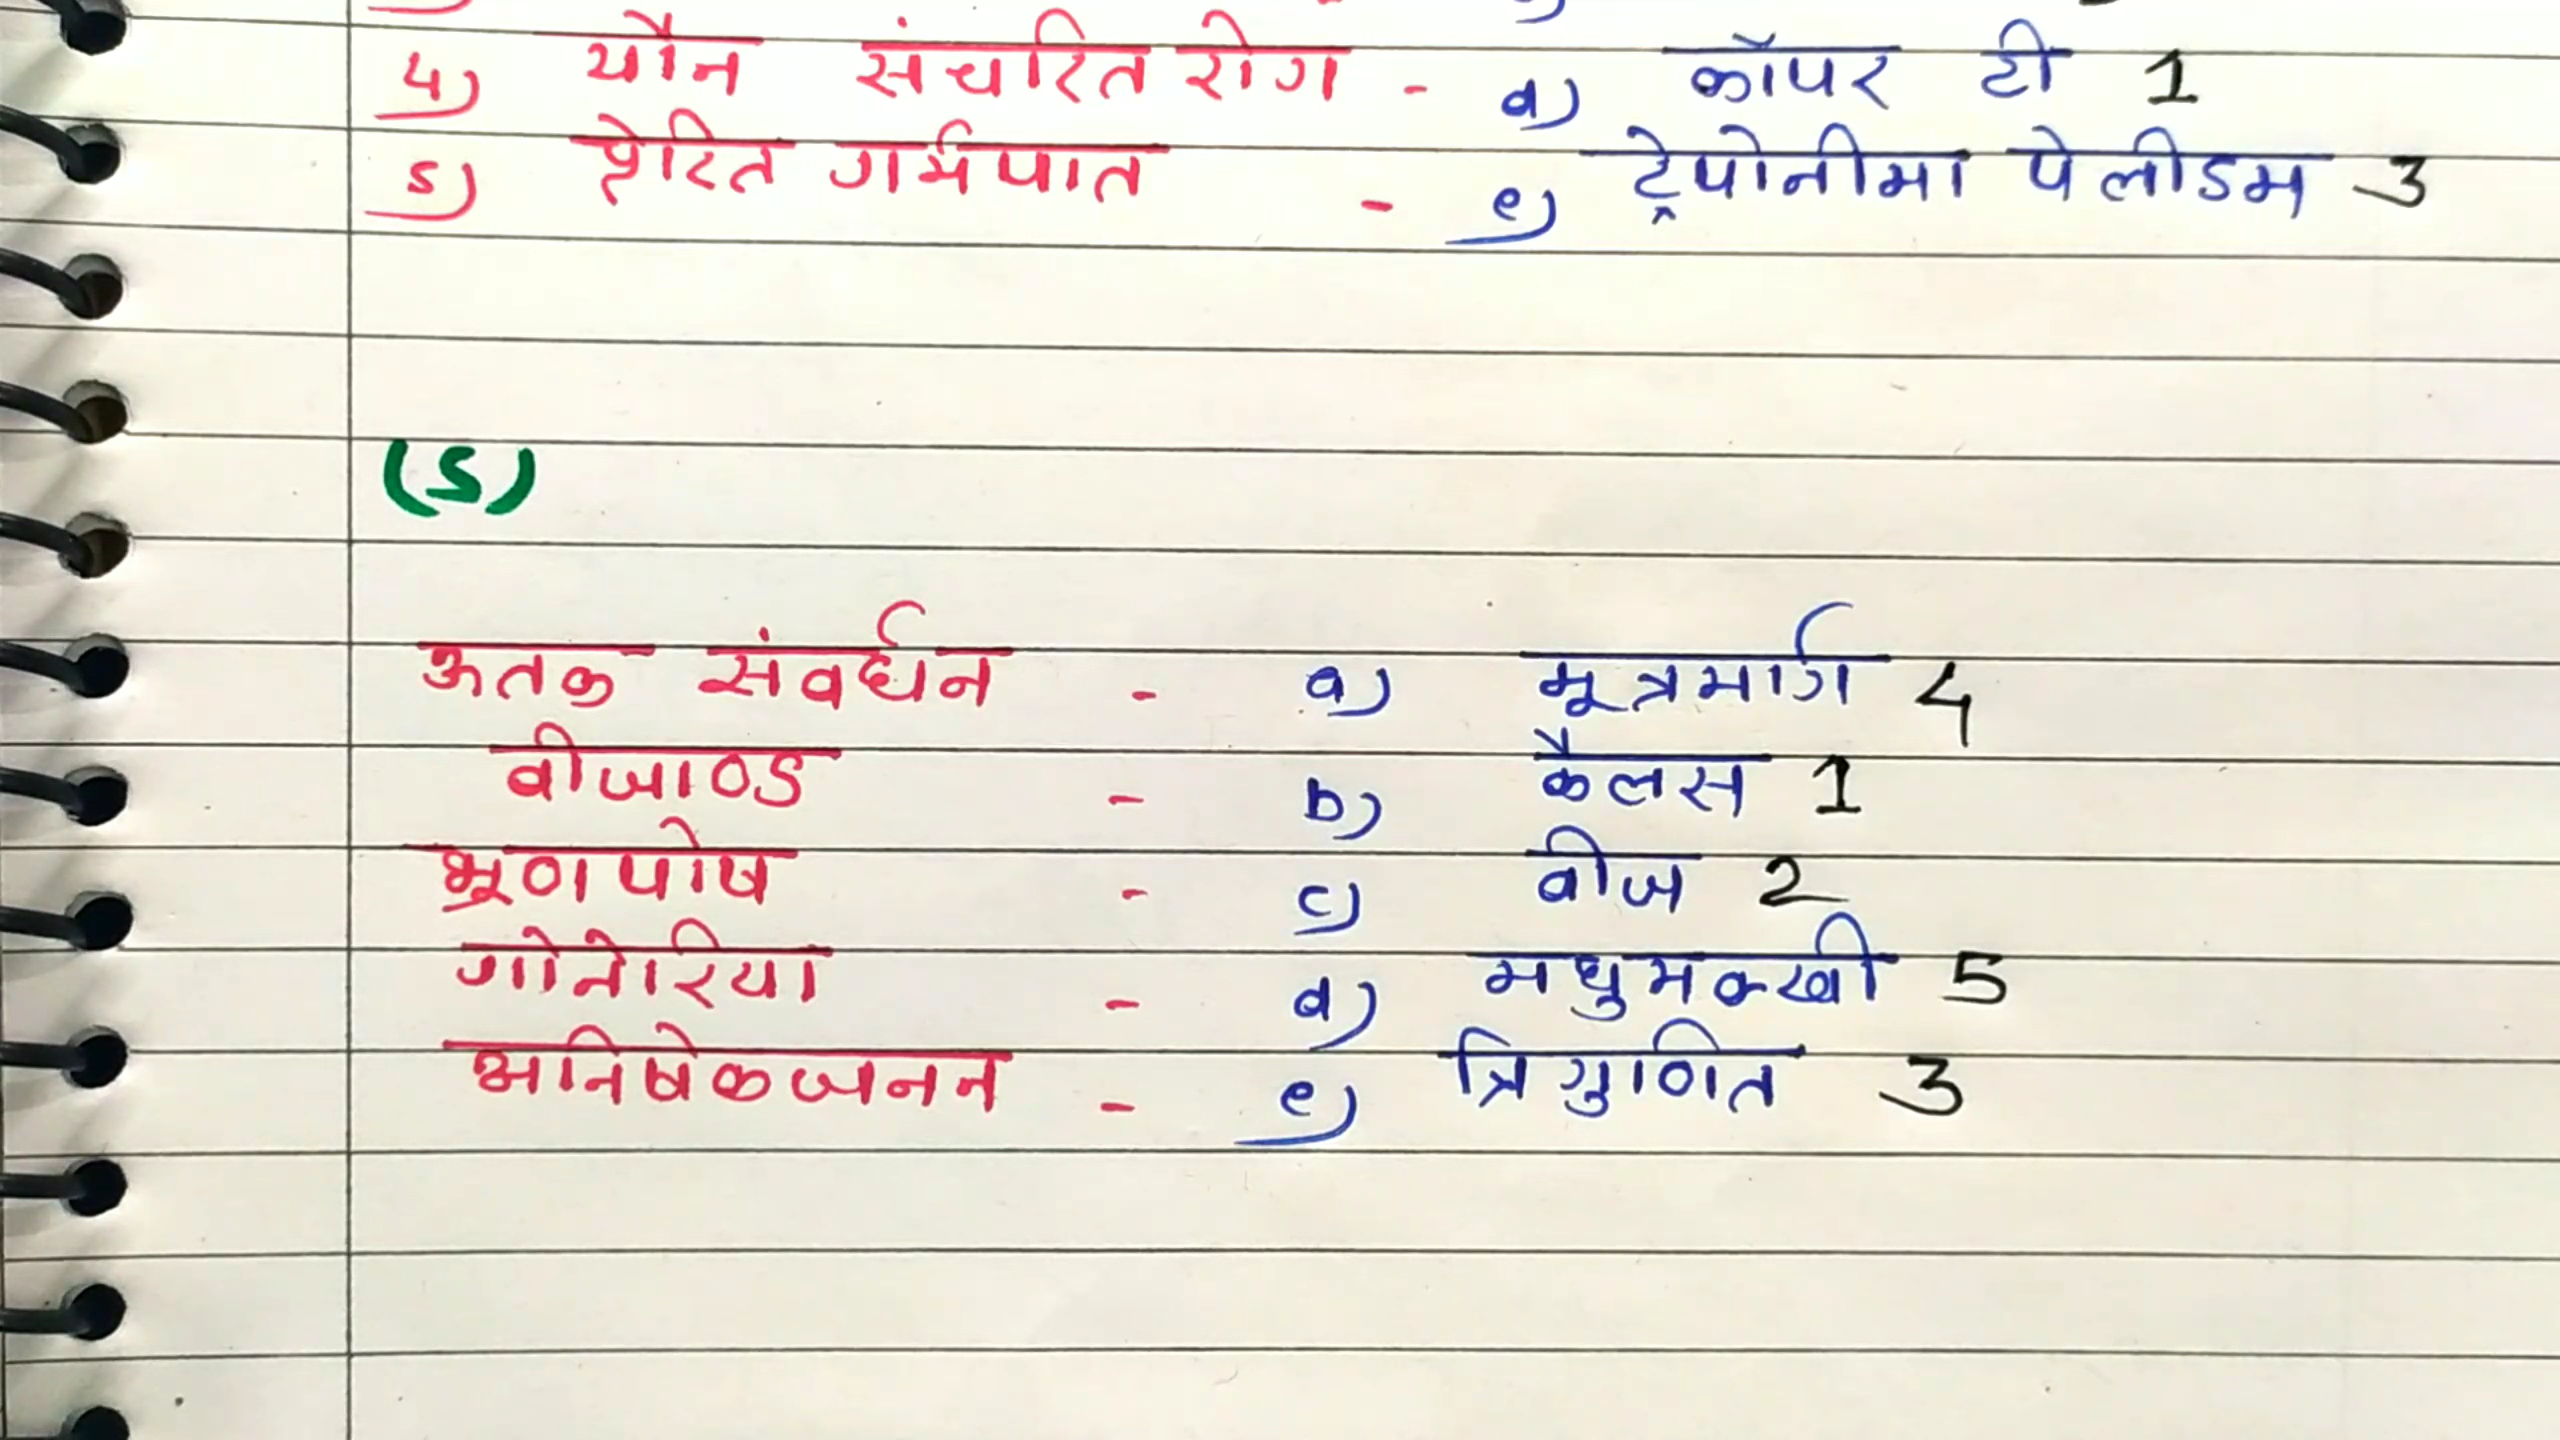 4) यौन संचरित रोग - d) कॉपर टी 1
5) प्रेरित गर्भपात - e) ट्रेपोनीमा पेलीडम 3
(5)
ऊतक संवर्धन - a) मूत्रमार्ग 4
बीजाण्ड - b) कैलस 1
भ्रूणपोष - c) बीज 2
गोनेरिया - d) मधुमक्खी 5
अनिषेकजनन - e) त्रिगुणित 3